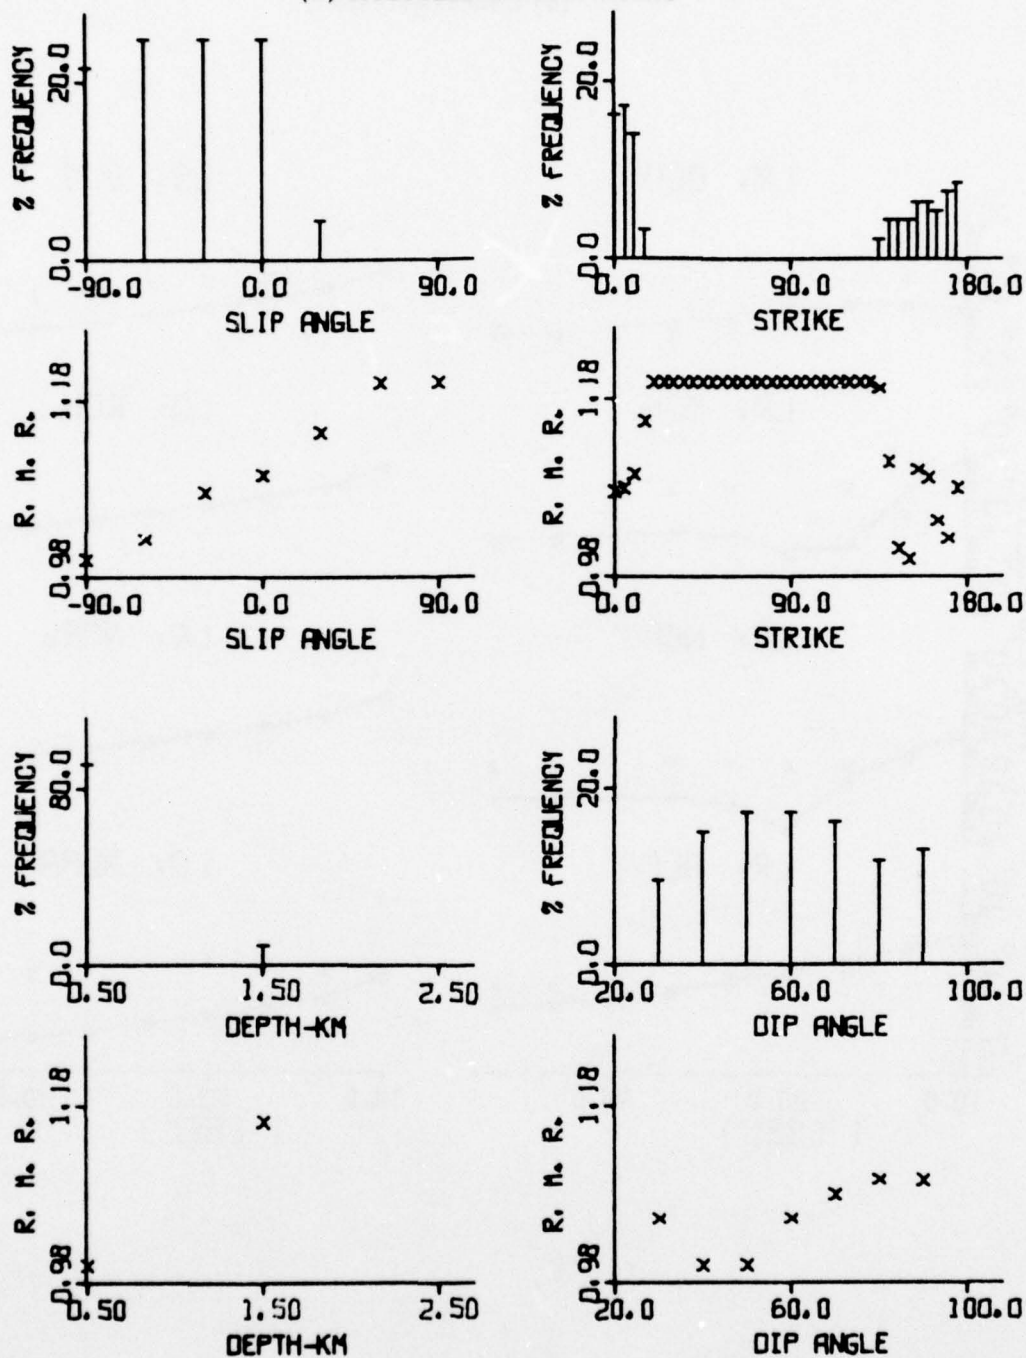 % FREQUENCY
20.0
0.0
-90.0 0.0 90.0
SLIP ANGLE
% FREQUENCY
20.0
0.0
0.0 90.0 180.0
STRIKE
R. M. R.
1.18
0.98
-90.0 0.0 90.0
SLIP ANGLE
R. M. R.
1.18
0.98
0.0 90.0 180.0
STRIKE
% FREQUENCY
80.0
0.0
0.50 1.50 2.50
DEPTH-KM
% FREQUENCY
20.0
0.0
20.0 60.0 100.0
DIP ANGLE
R. M. R.
1.18
0.98
0.50 1.50 2.50
DEPTH-KM
R. M. R.
1.18
0.98
20.0 60.0 100.0
DIP ANGLE